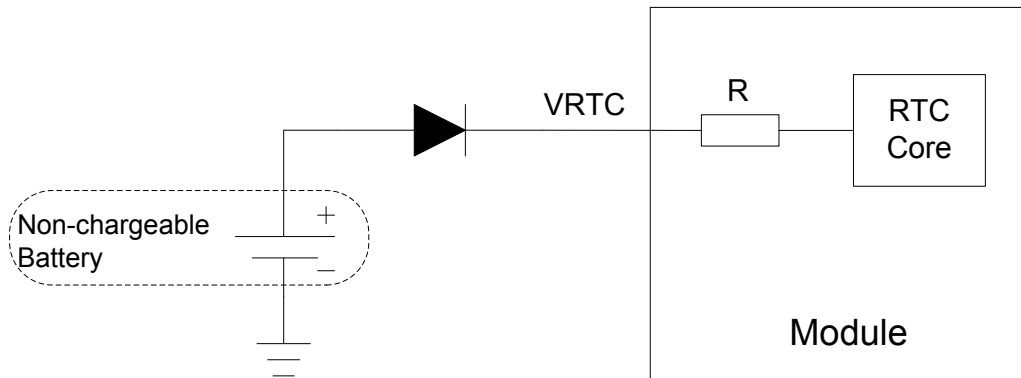 VRTC
R
RTC
Core
Non-chargeable
Battery
+
−
Module